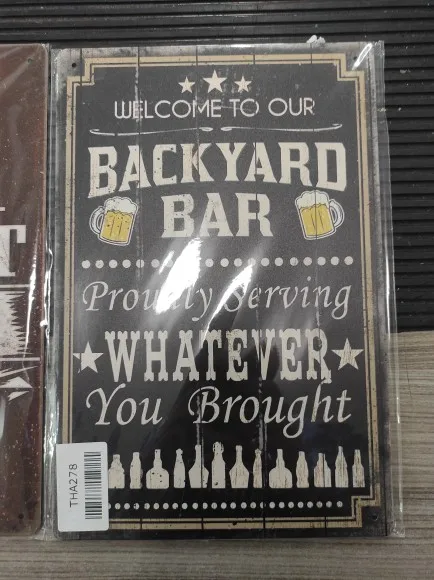 WELCOME TO OUR
BACKYARD
BAR
Proudly Serving
WHATEVER
You Brought
THA278